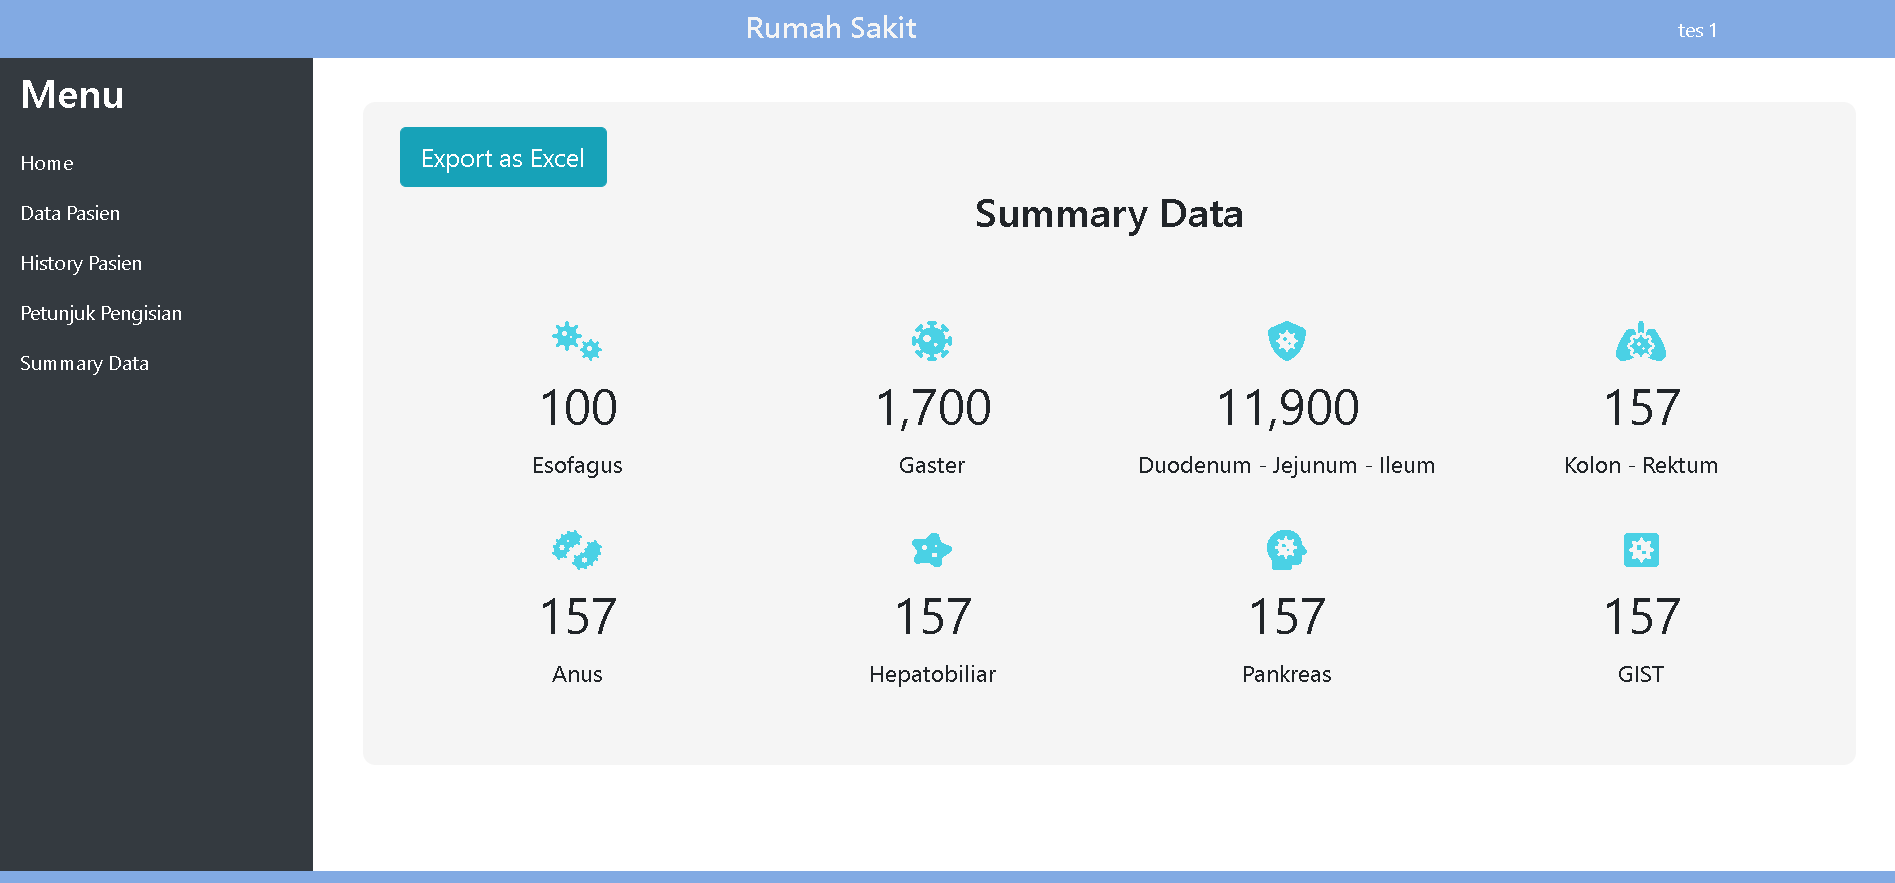 Rumah Sakit
tes 1
Menu
Home
Data Pasien
History Pasien
Petunjuk Pengisian
Summary Data
Export as Excel
Summary Data
100
Esofagus
1,700
Gaster
11,900
Duodenum - Jejunum - Ileum
157
Kolon - Rektum
157
Anus
157
Hepatobiliar
157
Pankreas
157
GIST